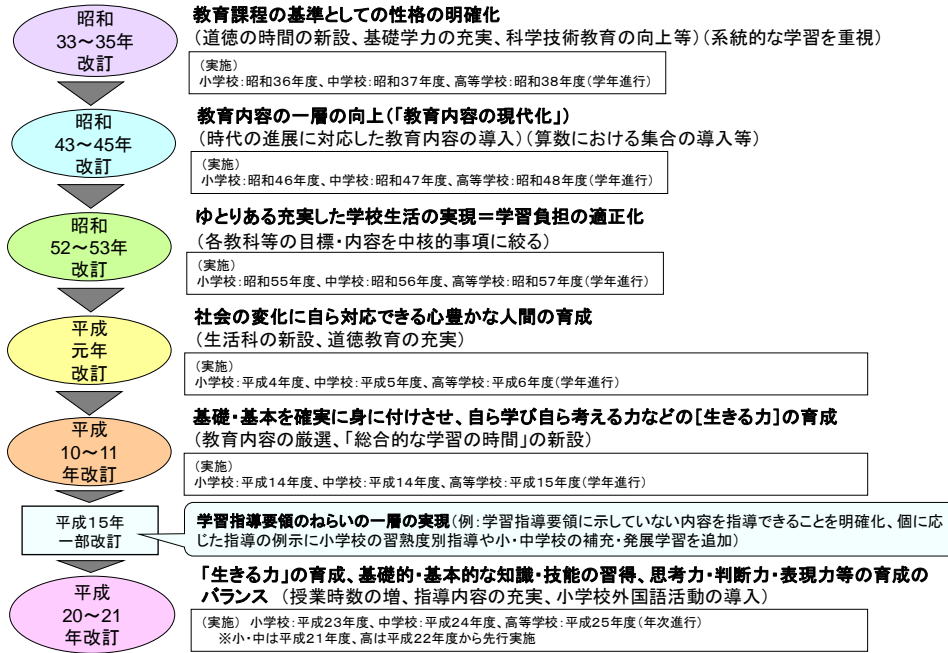 昭和
33～35年
改訂
教育課程の基準としての性格の明確化
（道徳の時間の新設、基礎学力の充実、科学技術教育の向上等）（系統的な学習を重視）
（実施）
小学校：昭和36年度、中学校：昭和37年度、高等学校：昭和38年度（学年進行）
昭和
43～45年
改訂
教育内容の一層の向上（「教育内容の現代化」）
（時代の進展に対応した教育内容の導入）（算数における集合の導入等）
（実施）
小学校：昭和46年度、中学校：昭和47年度、高等学校：昭和48年度（学年進行）
昭和
52～53年
改訂
ゆとりある充実した学校生活の実現＝学習負担の適正化
（各教科等の目標・内容を中核的事項に絞る）
（実施）
小学校：昭和55年度、中学校：昭和56年度、高等学校：昭和57年度（学年進行）
平成
元年
改訂
社会の変化に自ら対応できる心豊かな人間の育成
（生活科の新設、道徳教育の充実）
（実施）
小学校：平成4年度、中学校：平成5年度、高等学校：平成6年度（学年進行）
平成
10～11
年改訂
基礎・基本を確実に身に付けさせ、自ら学び自ら考える力などの［生きる力］の育成
（教育内容の厳選、「総合的な学習の時間」の新設）
（実施）
小学校：平成14年度、中学校：平成14年度、高等学校：平成15年度（学年進行）
平成15年
一部改訂
学習指導要領のねらいの一層の実現（例：学習指導要領に示していない内容を指導できることを明確化、個に応
じた指導の例示に小学校の習熟度別指導や小・中学校の補充・発展学習を追加）
平成
20～21
年改訂
「生きる力」の育成、基礎的・基本的な知識・技能の習得、思考力・判断力・表現力等の育成の
バランス （授業時数の増、指導内容の充実、小学校外国語活動の導入）
（実施） 小学校：平成23年度、中学校：平成24年度、高等学校：平成25年度（年次進行）
※小・中は平成21年度、高は平成22年度から先行実施